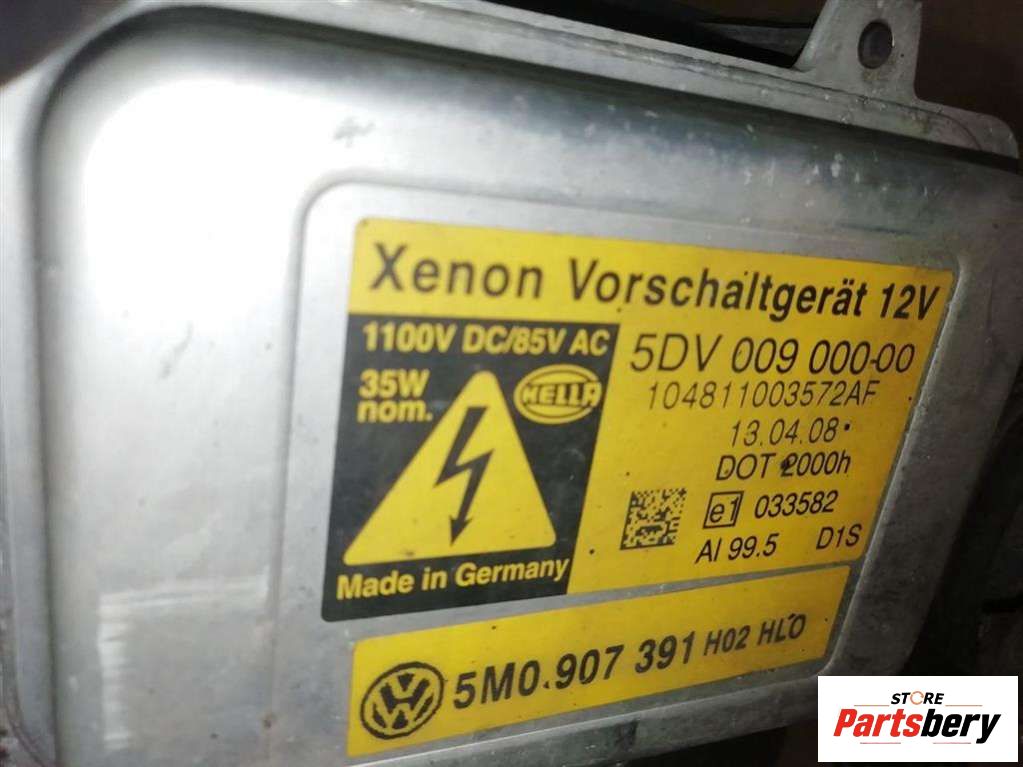 Xenon Vorschaltgerät 12V
1100V DC/85V AC
35W
nom.
HELLA
Made in Germany
5DV 009 000-00
104811003572AF
13.04.08
DOT 2000h
e1 033582
Al 99.5 D1S
VW
5M0.907 391 H02 HLO
STORE
Partsbery